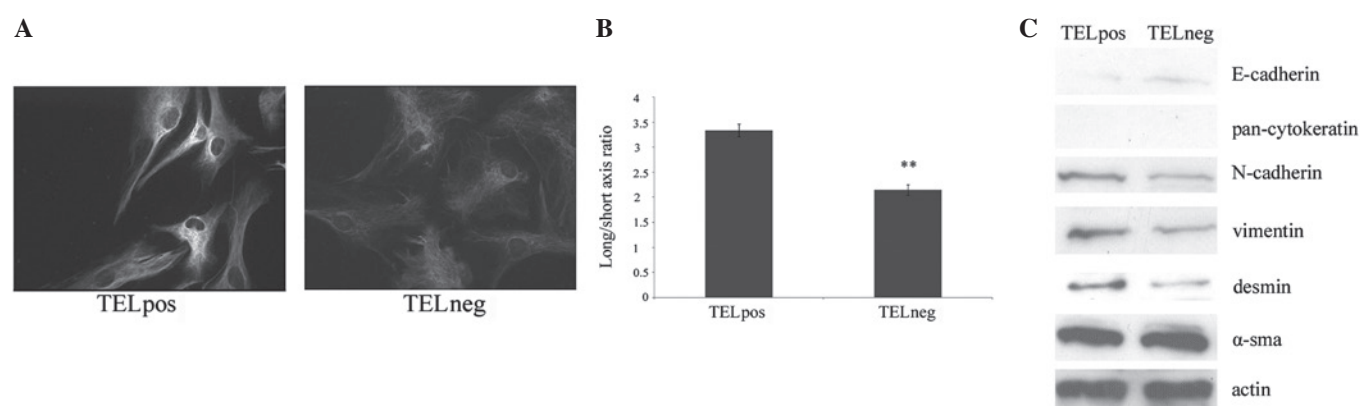 A
TELpos
TELneg
B
Long/short axis ratio
4
3.5
3
2.5
2
1.5
1
0.5
0
**
TELpos
TELneg
C
TELpos TELneg
E-cadherin
pan-cytokeratin
N-cadherin
vimentin
desmin
α-sma
actin